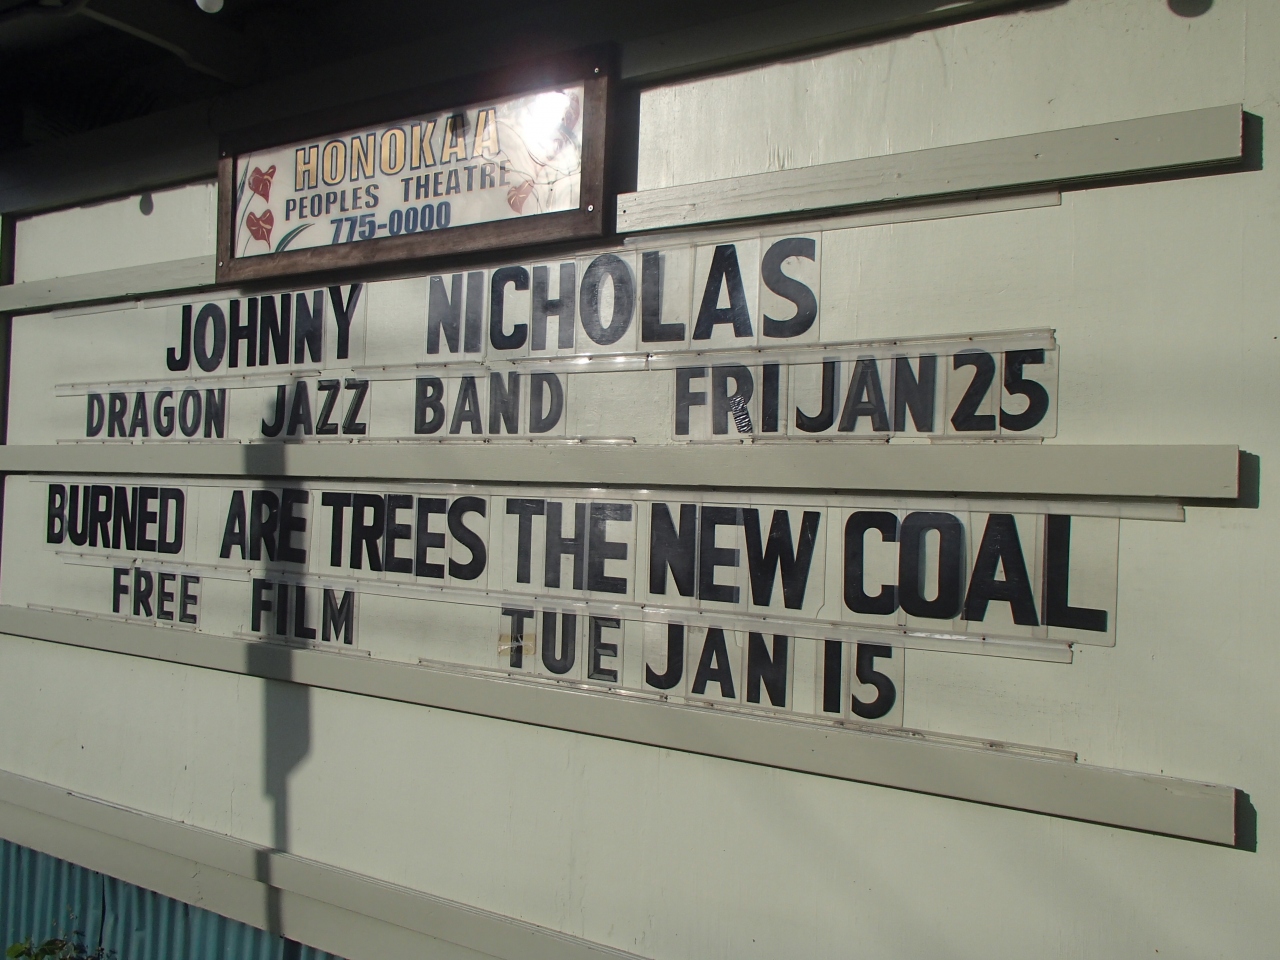 HONOKAA
PEOPLES THEATRE
775-0000
JOHNNY NICHOLAS
DRAGON JAZZ BAND FRI JAN 25
BURNED ARE TREES THE NEW COAL
FREE FILM TUE JAN 15